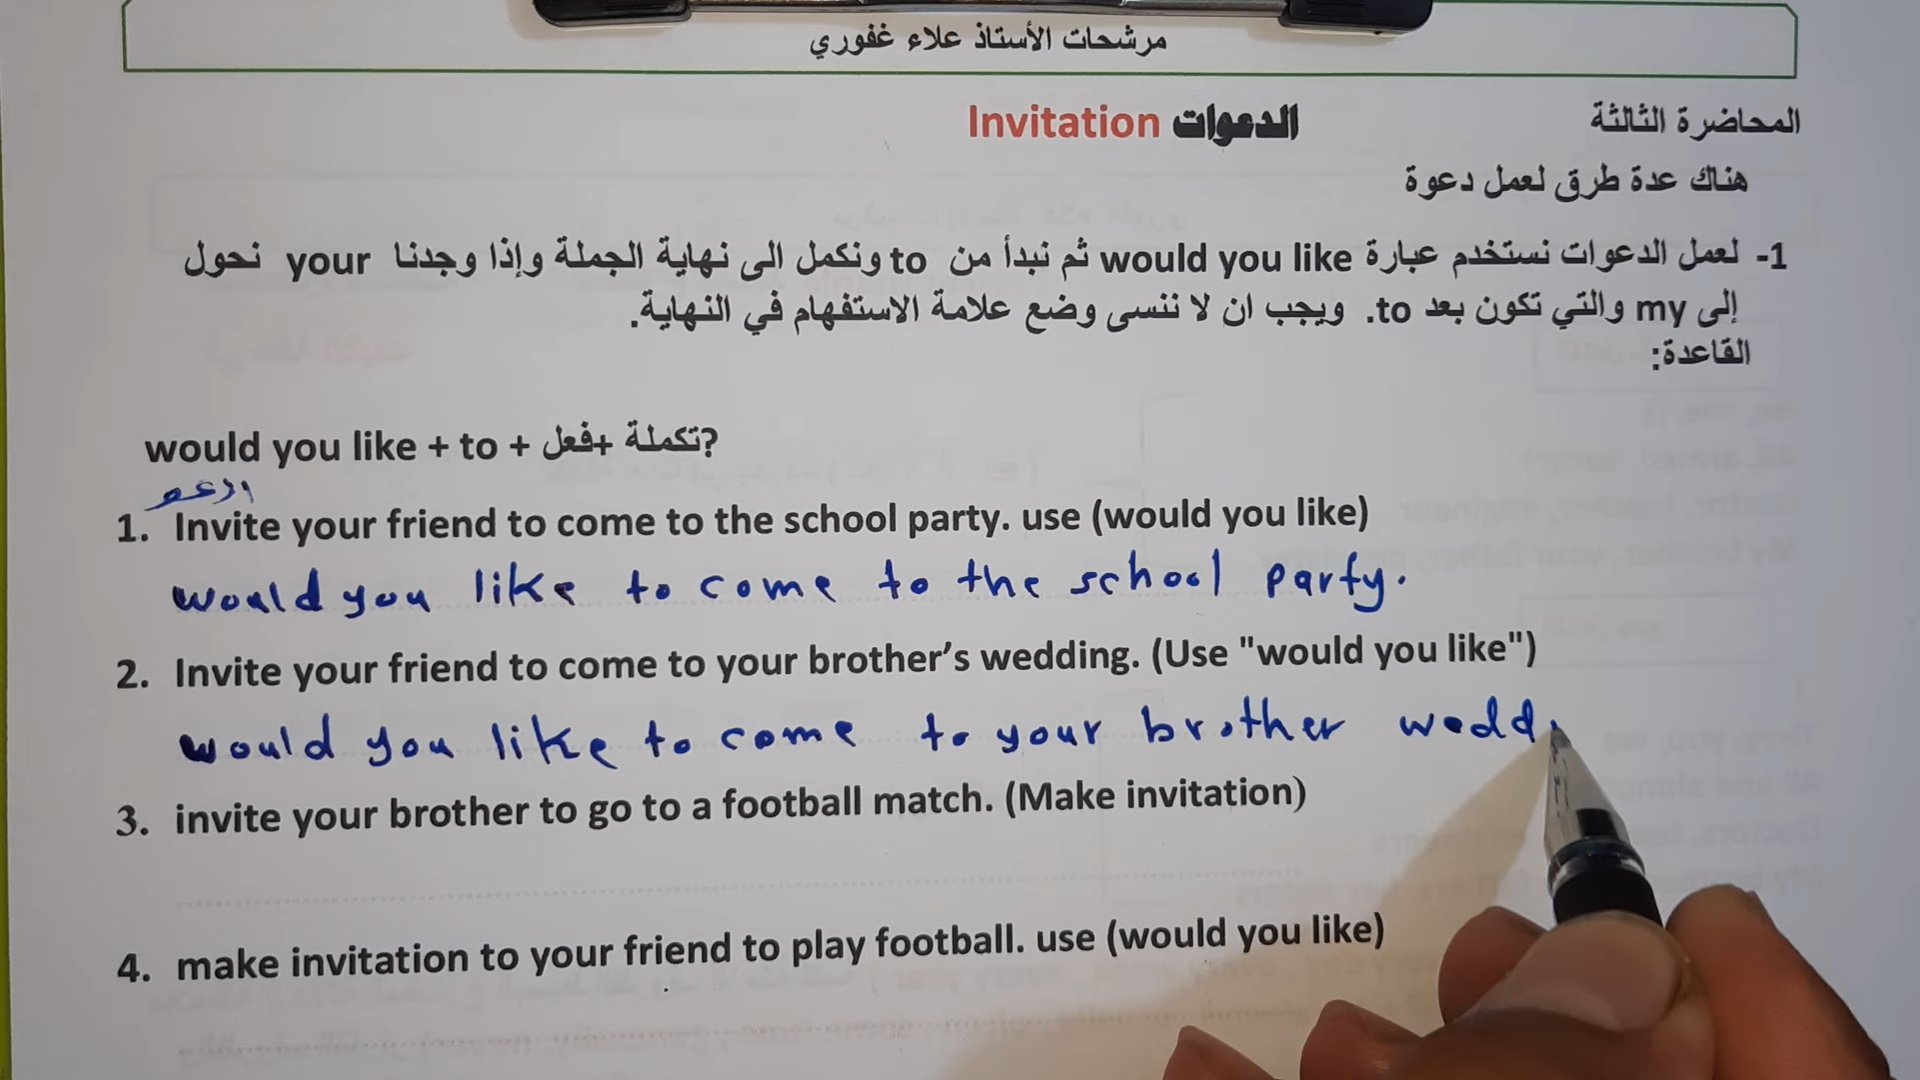 مرشحات الأستاذ علاء غفوري
المحاضرة الثالثة
الدعوات Invitation
هناك عدة طرق لعمل دعوة
1- لعمل الدعوات نستخدم عبارة would you like ثم نبدأ من to ونكمل الى نهاية الجملة وإذا وجدنا your نحول
إلى my والتي تكون بعد to. ويجب ان لا ننسى وضع علامة الاستفهام في النهاية.
القاعدة:
would you like + to + فعل+ تكملة?
1. Invite your friend to come to the school party. use (would you like)
would you like to come to the school party.
2. Invite your friend to come to your brother’s wedding. (Use "would you like")
would you like to come to your brother wedd
3. invite your brother to go to a football match. (Make invitation)
4. make invitation to your friend to play football. use (would you like)